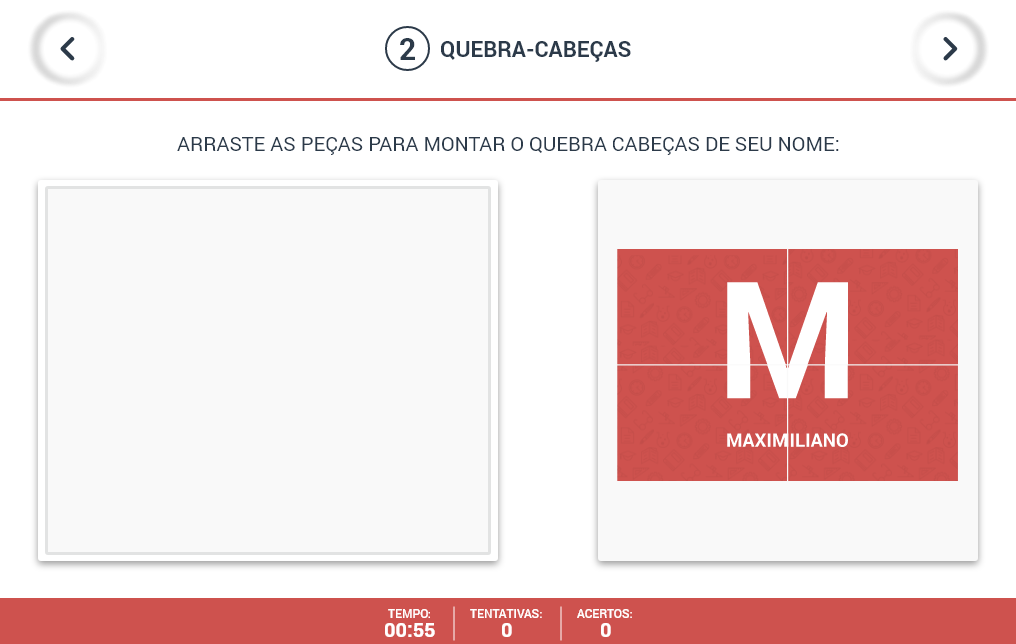 2 QUEBRA-CABEÇAS
ARRASTE AS PEÇAS PARA MONTAR O QUEBRA CABEÇAS DE SEU NOME:
M
MAXIMILIANO
TEMPO: TENTATIVAS: ACERTOS:
00:55 0 0